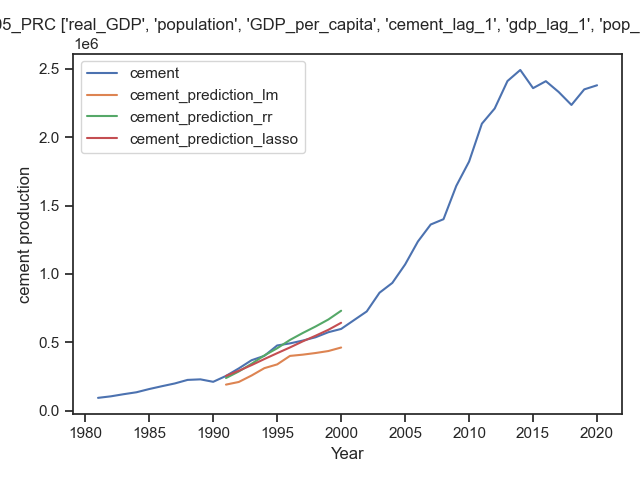 05_PRC ['real_GDP', 'population', 'GDP_per_capita', 'cement_lag_1', 'gdp_lag_1', 'pop_
1e6
2.5
2.0
1.5
1.0
0.5
0.0
cement production
cement
cement_prediction_lm
cement_prediction_rr
cement_prediction_lasso
1980
1985
1990
1995
2000
2005
2010
2015
2020
Year